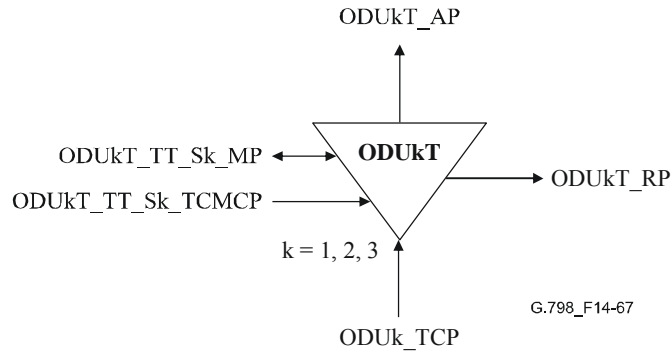 ODUkT_AP
ODUkT
ODUkT_TT_Sk_MP
ODUkT_RP
ODUkT_TT_Sk_TCMCP
k = 1, 2, 3
G.798_F14-67
ODUk_TCP